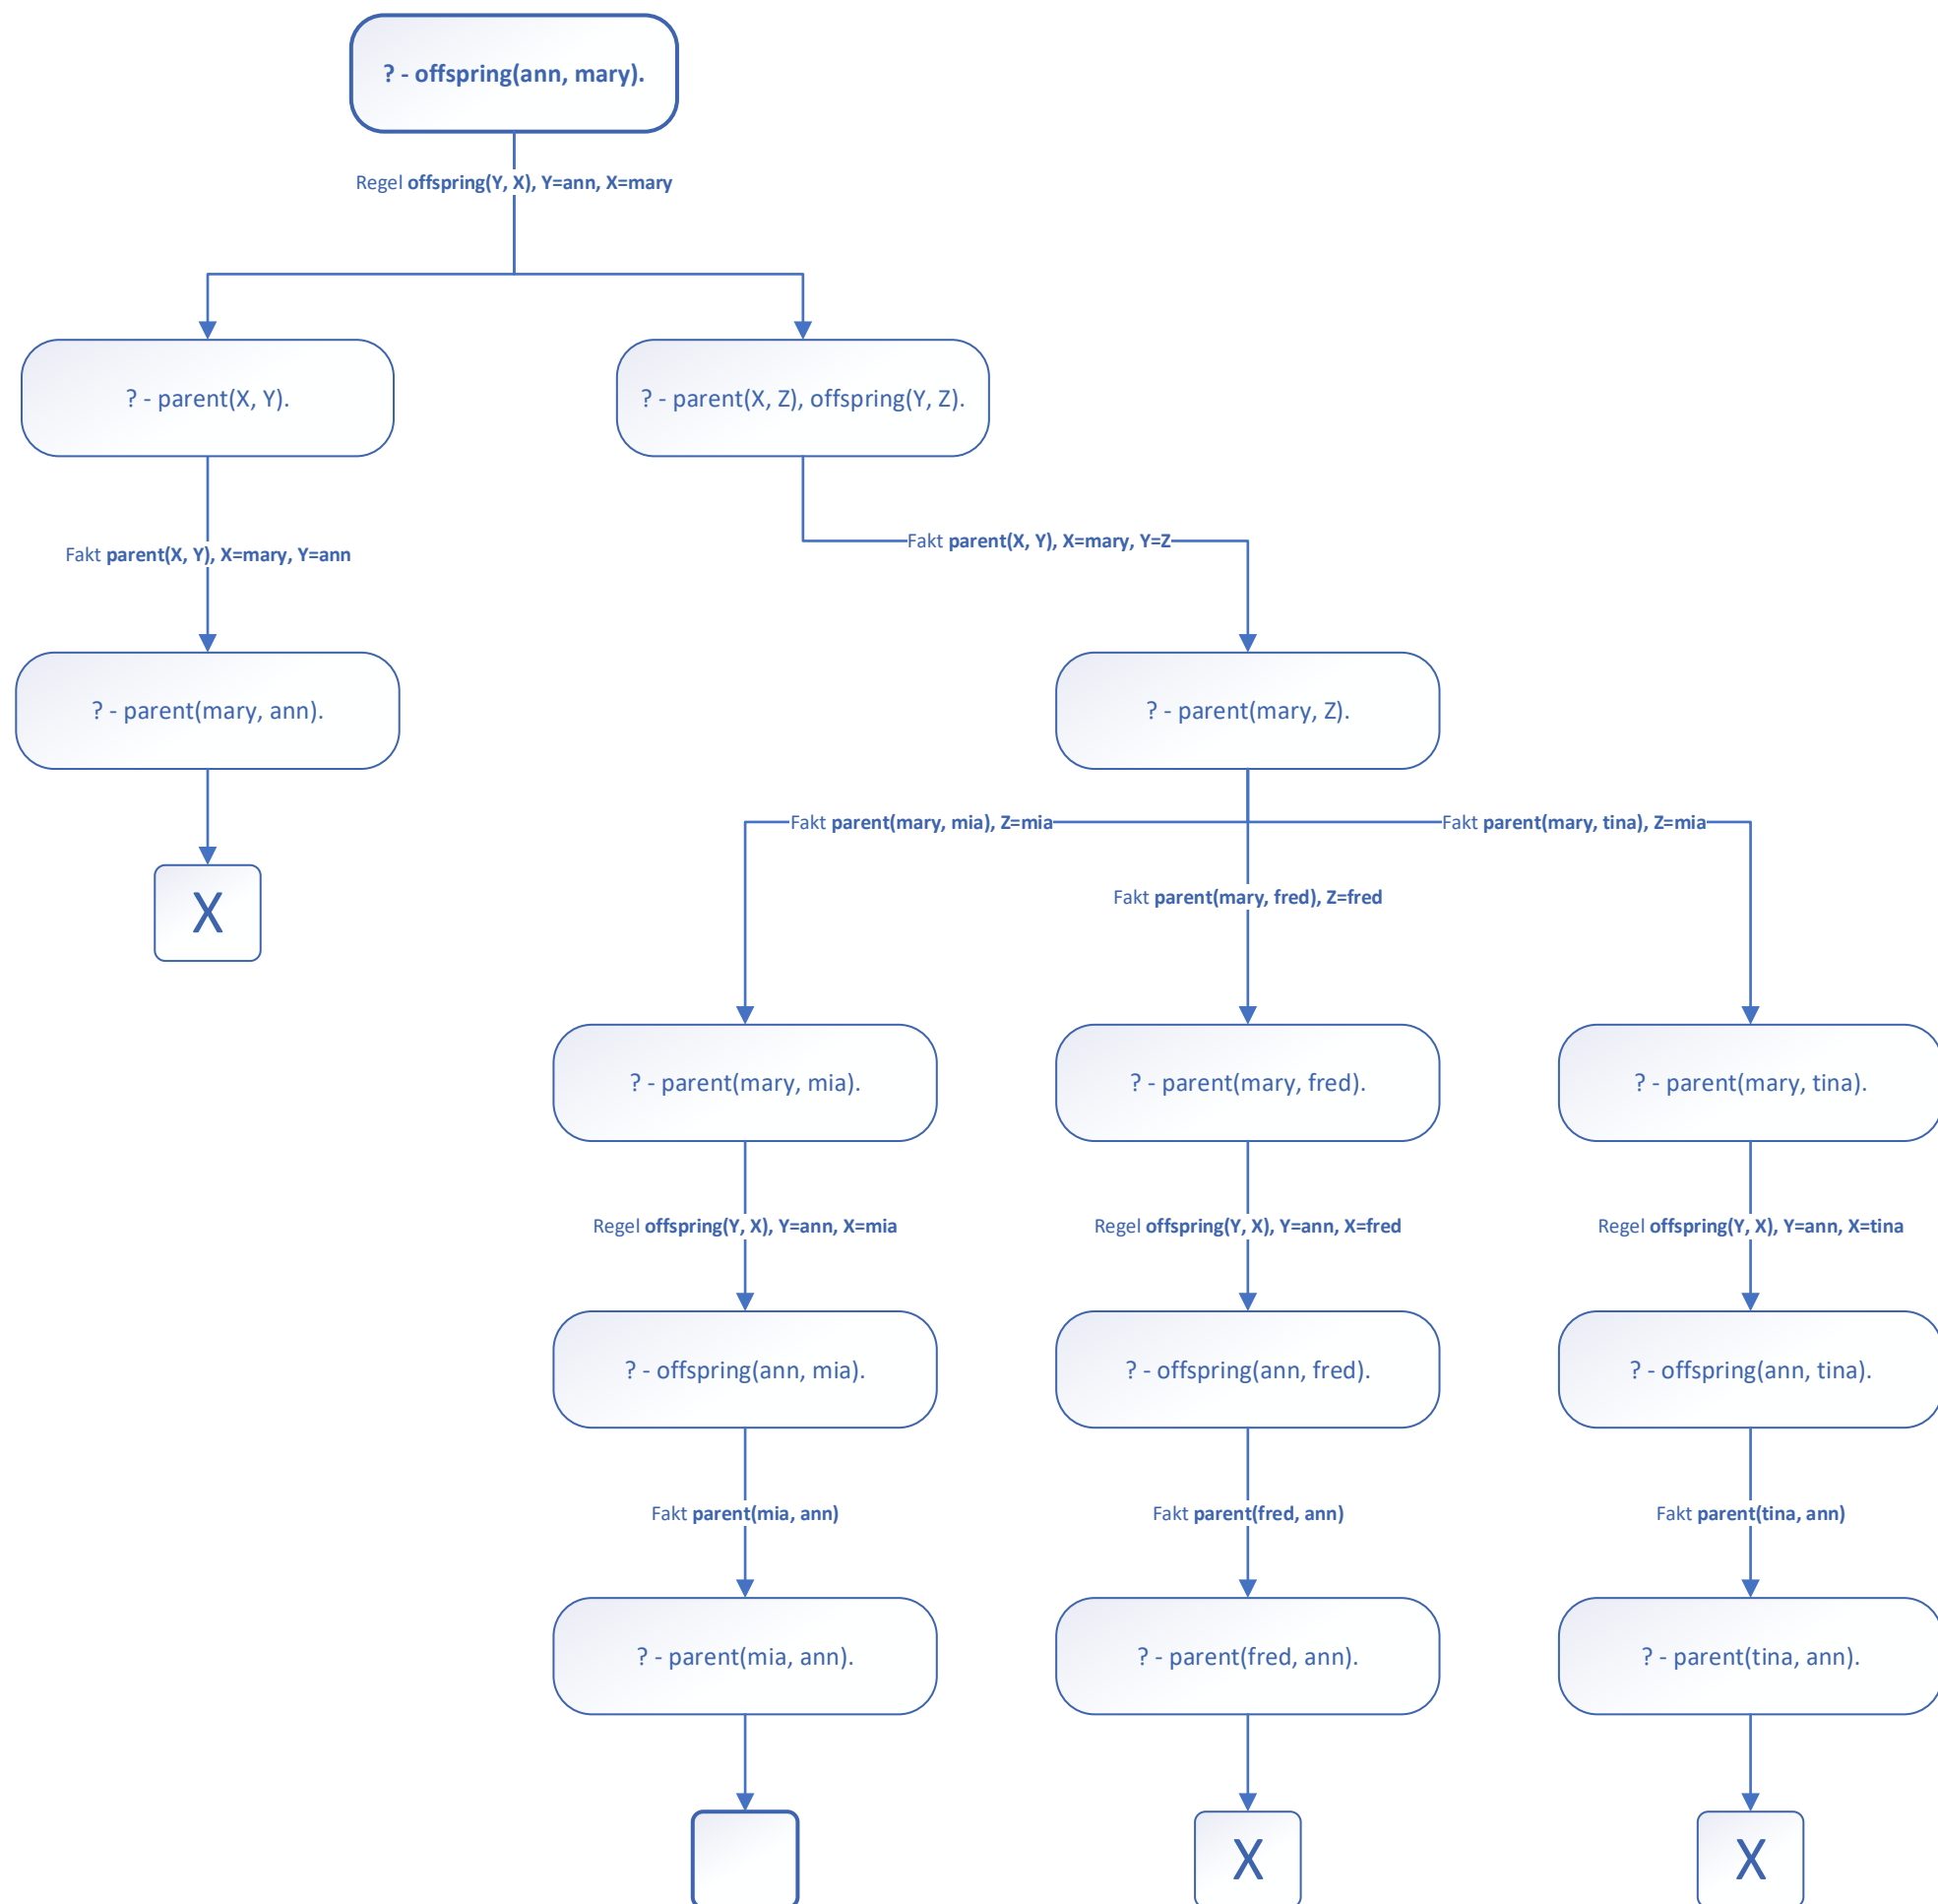 ? - offspring(ann, mary).
Regel offspring(Y, X), Y=ann, X=mary
? - parent(X, Y).
? - parent(X, Z), offspring(Y, Z).
Fakt parent(X, Y), X=mary, Y=Z
Fakt parent(X, Y), X=mary, Y=ann
? - parent(mary, ann).
? - parent(mary, Z).
Fakt parent(mary, mia), Z=mia
Fakt parent(mary, tina), Z=mia
Fakt parent(mary, fred), Z=fred
X
? - parent(mary, mia).
? - parent(mary, fred).
? - parent(mary, tina).
Regel offspring(Y, X), Y=ann, X=mia
Regel offspring(Y, X), Y=ann, X=fred
Regel offspring(Y, X), Y=ann, X=tina
? - offspring(ann, mia).
? - offspring(ann, fred).
? - offspring(ann, tina).
Fakt parent(mia, ann)
Fakt parent(fred, ann)
Fakt parent(tina, ann)
? - parent(mia, ann).
? - parent(fred, ann).
? - parent(tina, ann).
X
X